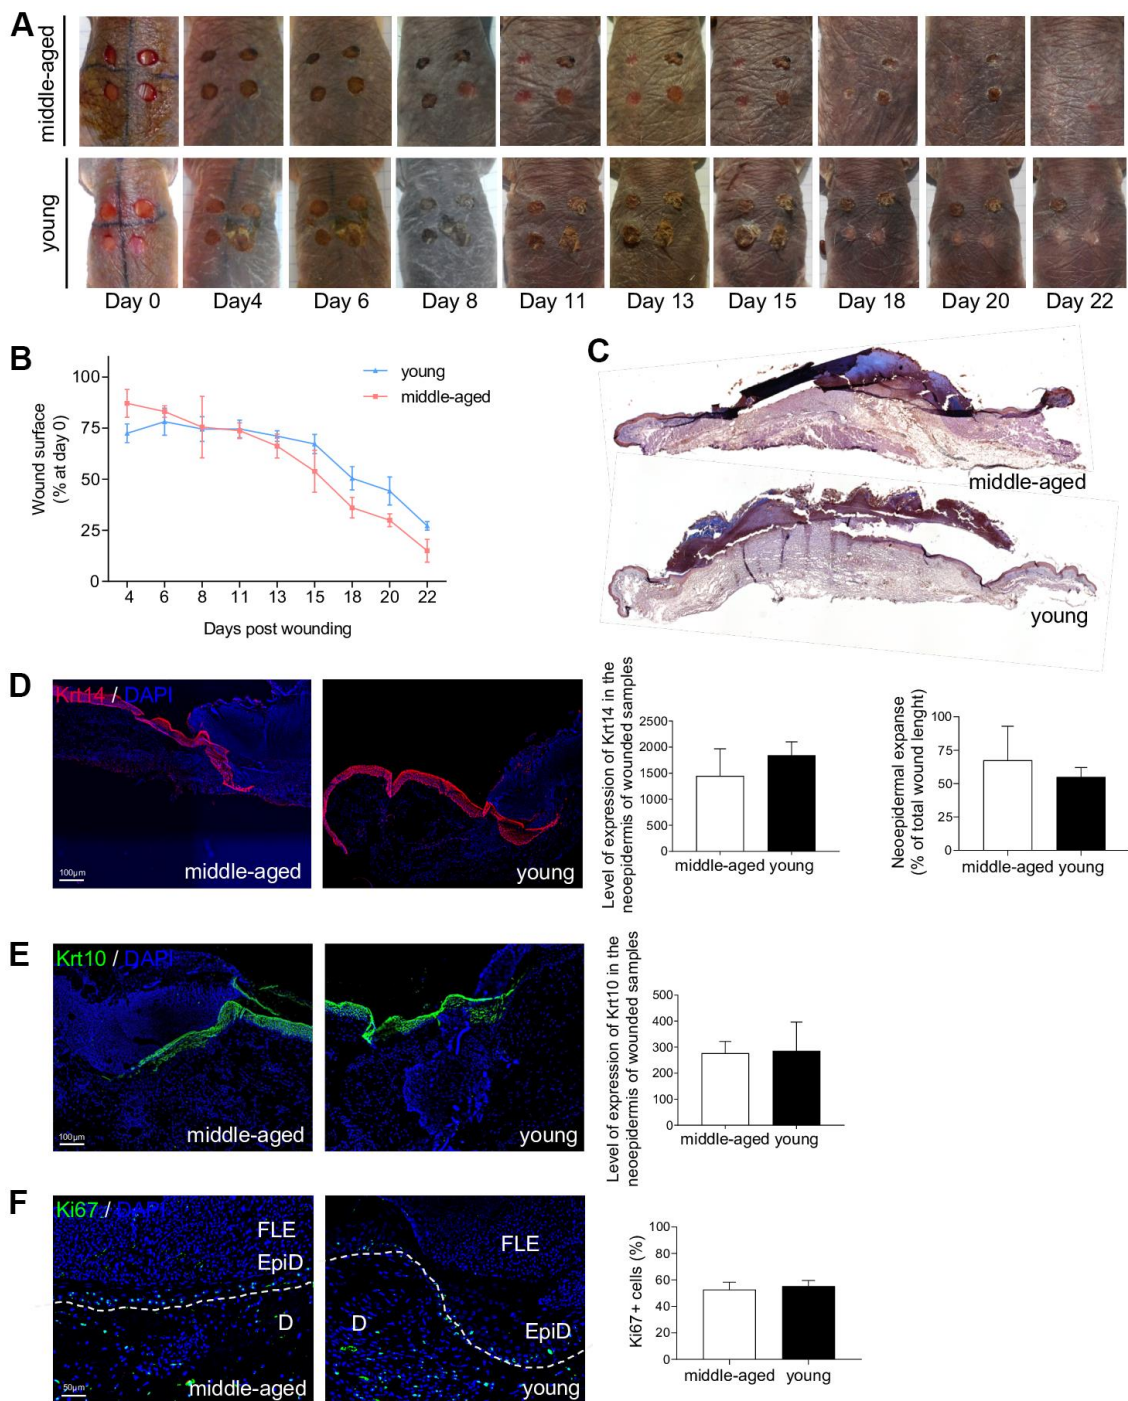 A
middle-aged
young
Day 0 Day4 Day 6 Day 8 Day 11 Day 13 Day 15 Day 18 Day 20 Day 22
B
Wound surface
(% at day 0)
100
75
50
25
0
4 6 8 11 13 15 18 20 22
Days post wounding
young
middle-aged
C
middle-aged
young
D
Krt14 / DAPI
100µm
middle-aged
young
Level of expression of Krt14 in the
neoepidermis of wounded samples
2500
2000
1500
1000
500
0
middle-aged young
Neoepidermal expanse
(% of total wound lenght)
100
75
50
25
0
middle-aged young
E
Krt10 / DAPI
100µm
middle-aged
young
Level of expression of Krt10 in the
neoepidermis of wounded samples
500
400
300
200
100
0
middle-aged young
F
Ki67 / DAPI
FLE
EpiD
D
50µm
middle-aged
FLE
D
EpiD
young
Ki67+ cells (%)
100
80
60
40
20
0
middle-aged young